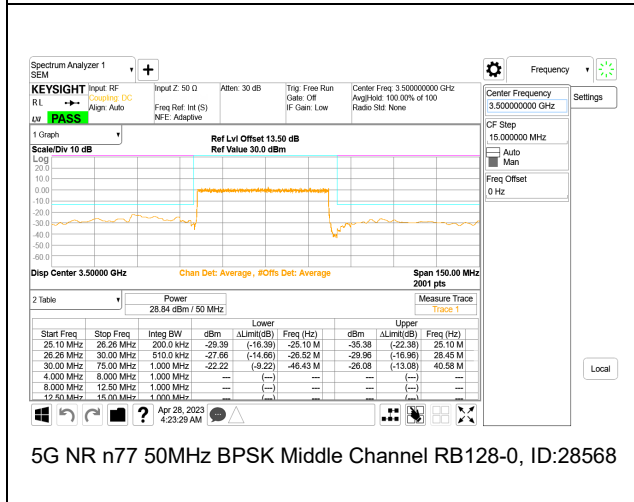 Spectrum Analyzer 1
SEM
Frequency
KEYSIGHT
RL
PASS
Input: RF
Coupling: DC
Align: Auto
Input Z: 50 Ω
Freq Ref: Int (S)
NFE: Adaptive
Atten: 30 dB
Trig: Free Run
Gate: Off
IF Gain: Low
Center Freq: 3.500000000 GHz
Avg|Hold: 100.00% of 100
Radio Std: None
Center Frequency
3.500000000 GHz
Settings
CF Step
15.000000 MHz
Auto
Man
Freq Offset
0 Hz
Local
1 Graph
Scale/Div 10 dB
Ref Lvl Offset 13.50 dB
Ref Value 30.0 dBm
Log
20.0
10.0
0.00
-10.0
-20.0
-30.0
-40.0
-50.0
-60.0
Disp Center 3.50000 GHz
Chan Det: Average, #Offs Det: Average
Span 150.00 MHz
2001 pts
2 Table
Power
28.84 dBm / 50 MHz
Measure Trace
Trace 1
Lower Upper
Start Freq Stop Freq Integ BW dBm ΔLimit(dB) Freq (Hz) dBm ΔLimit(dB) Freq (Hz)
25.10 MHz 26.26 MHz 200.0 kHz -29.39 (-16.39) -25.10 M -35.38 (-22.38) 25.10 M
26.26 MHz 30.00 MHz 510.0 kHz -27.66 (-14.66) -26.52 M -29.96 (-16.96) 28.45 M
30.00 MHz 75.00 MHz 1.000 MHz -22.22 (-9.22) -46.43 M -26.08 (-13.08) 40.58 M
4.000 MHz 8.000 MHz 1.000 MHz --- (---) --- --- (---) ---
8.000 MHz 12.50 MHz 1.000 MHz --- (---) --- --- (---) ---
12.50 MHz 15.00 MHz 1.000 MHz --- (---) --- --- (---) ---
?
Apr 28, 2023
4:23:29 AM
5G NR n77 50MHz BPSK Middle Channel RB128-0, ID:28568